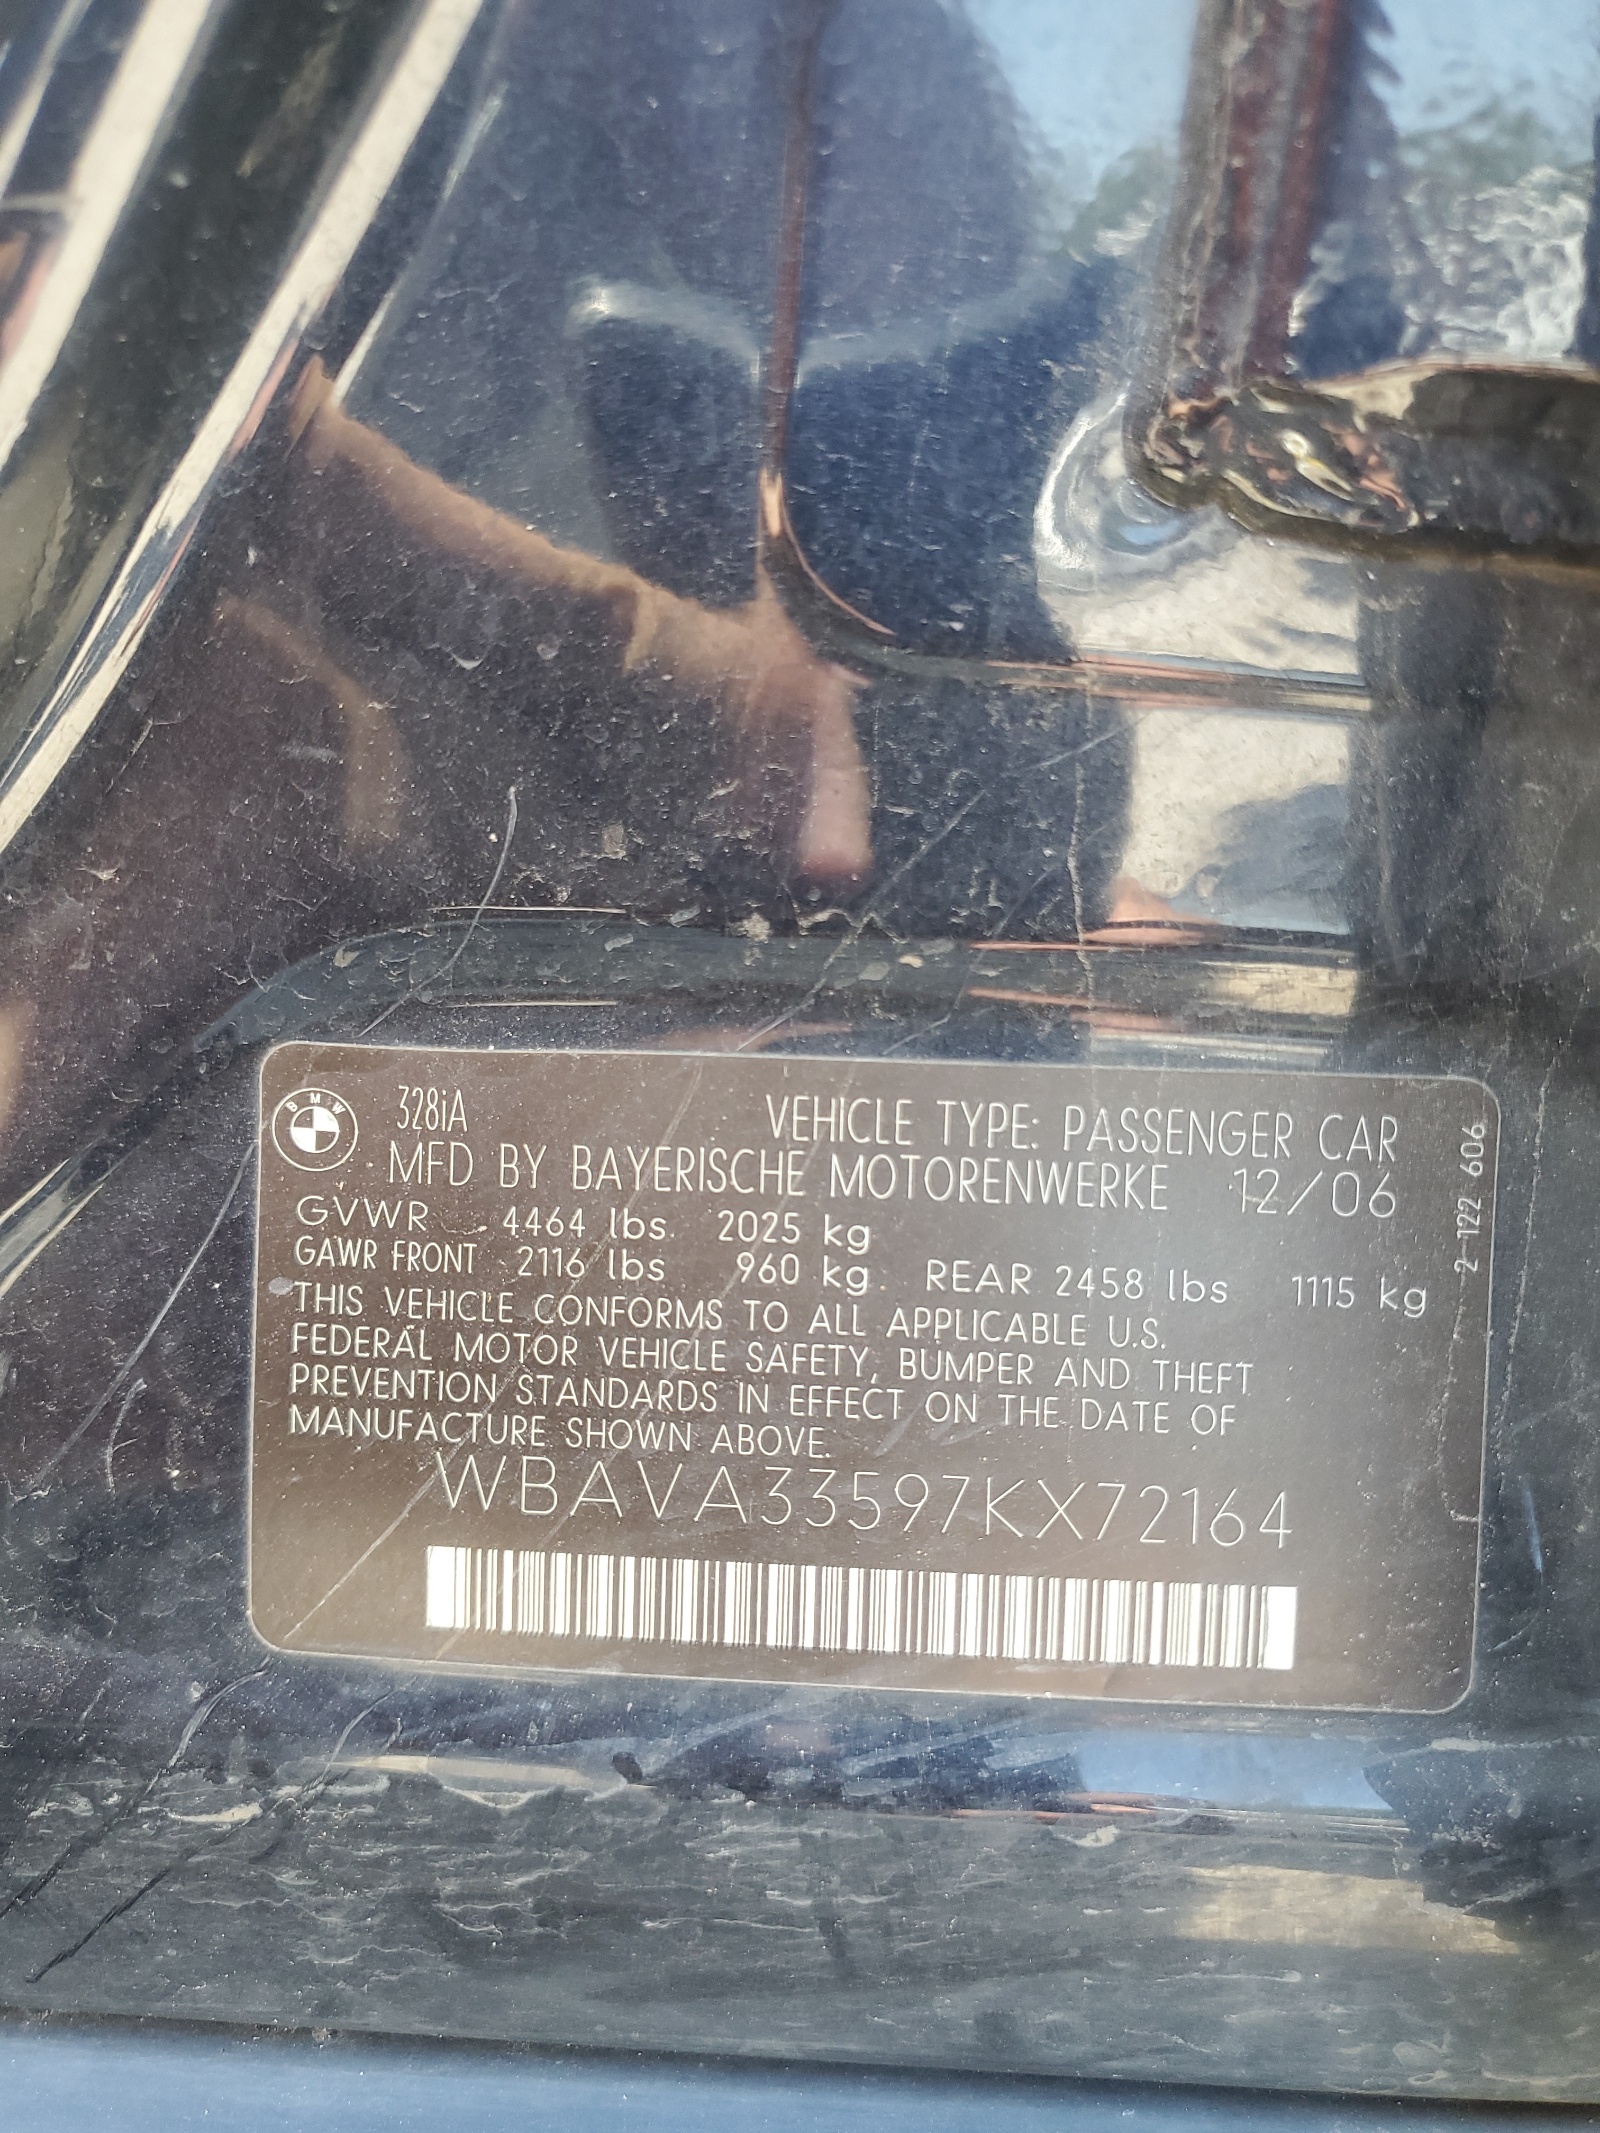 BMW
328iA VEHICLE TYPE: PASSENGER CAR
MFD BY BAYERISCHE MOTORENWERKE 12/06
GVWR 4464 lbs 2025 kg
GAWR FRONT 2116 lbs 960 kg REAR 2458 lbs 1115 kg
THIS VEHICLE CONFORMS TO ALL APPLICABLE U.S.
FEDERAL MOTOR VEHICLE SAFETY, BUMPER AND THEFT
PREVENTION STANDARDS IN EFFECT ON THE DATE OF
MANUFACTURE SHOWN ABOVE.
WBAVA33597KX72164
2 122 606